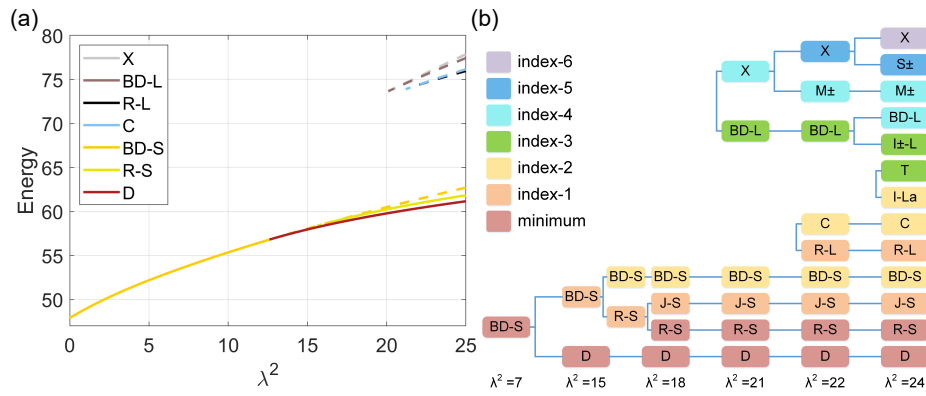 (a)
Energy
80
75
70
65
60
55
50
X
BD-L
R-L
C
BD-S
R-S
D
0 5 10 15 20 25
λ²
(b)
index-6
index-5
index-4
index-3
index-2
index-1
minimum
X
X X S±
M± M±
BD-L BD-L BD-L
I±-L
T
I-La
C C
R-L R-L
BD-S BD-S BD-S BD-S BD-S
BD-S
R-S J-S J-S J-S J-S
BD-S R-S R-S R-S R-S
D D D D D
λ² =7 λ² =15 λ² =18 λ² =21 λ² =22 λ² =24